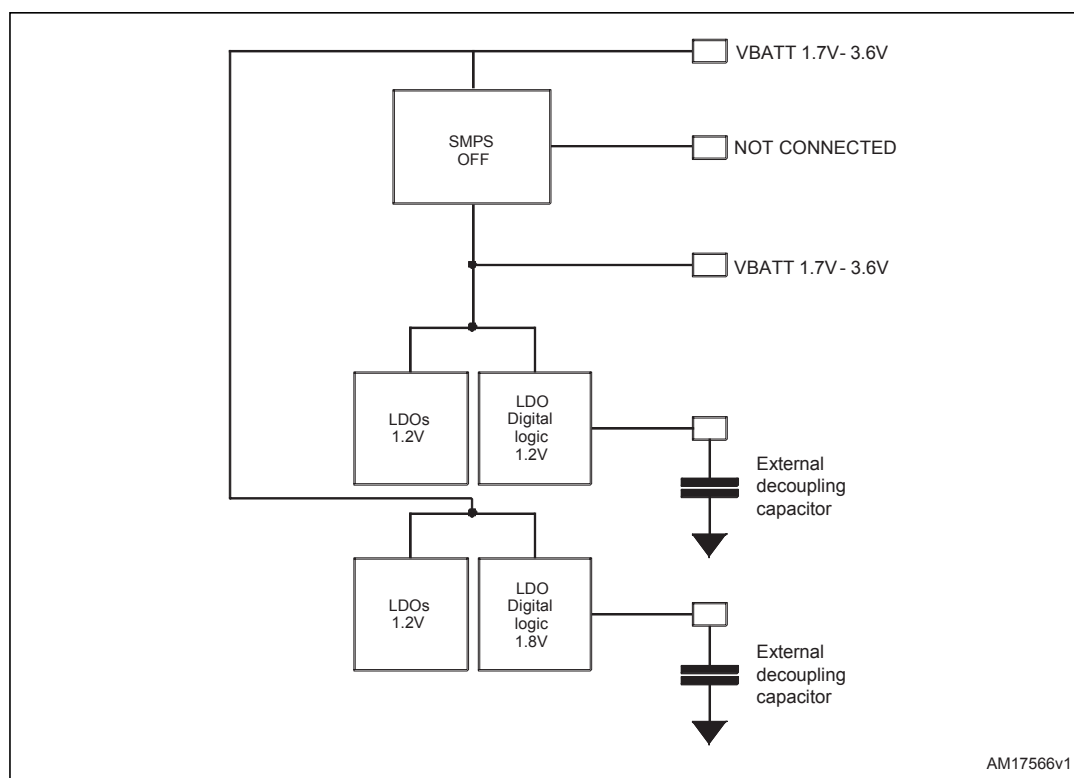 VBATT 1.7V - 3.6V
SMPS
OFF
NOT CONNECTED
VBATT 1.7V - 3.6V
LDOs
1.2V
LDO
Digital
logic
1.2V
External
decoupling
capacitor
LDOs
1.2V
LDO
Digital
logic
1.8V
External
decoupling
capacitor
AM17566v1